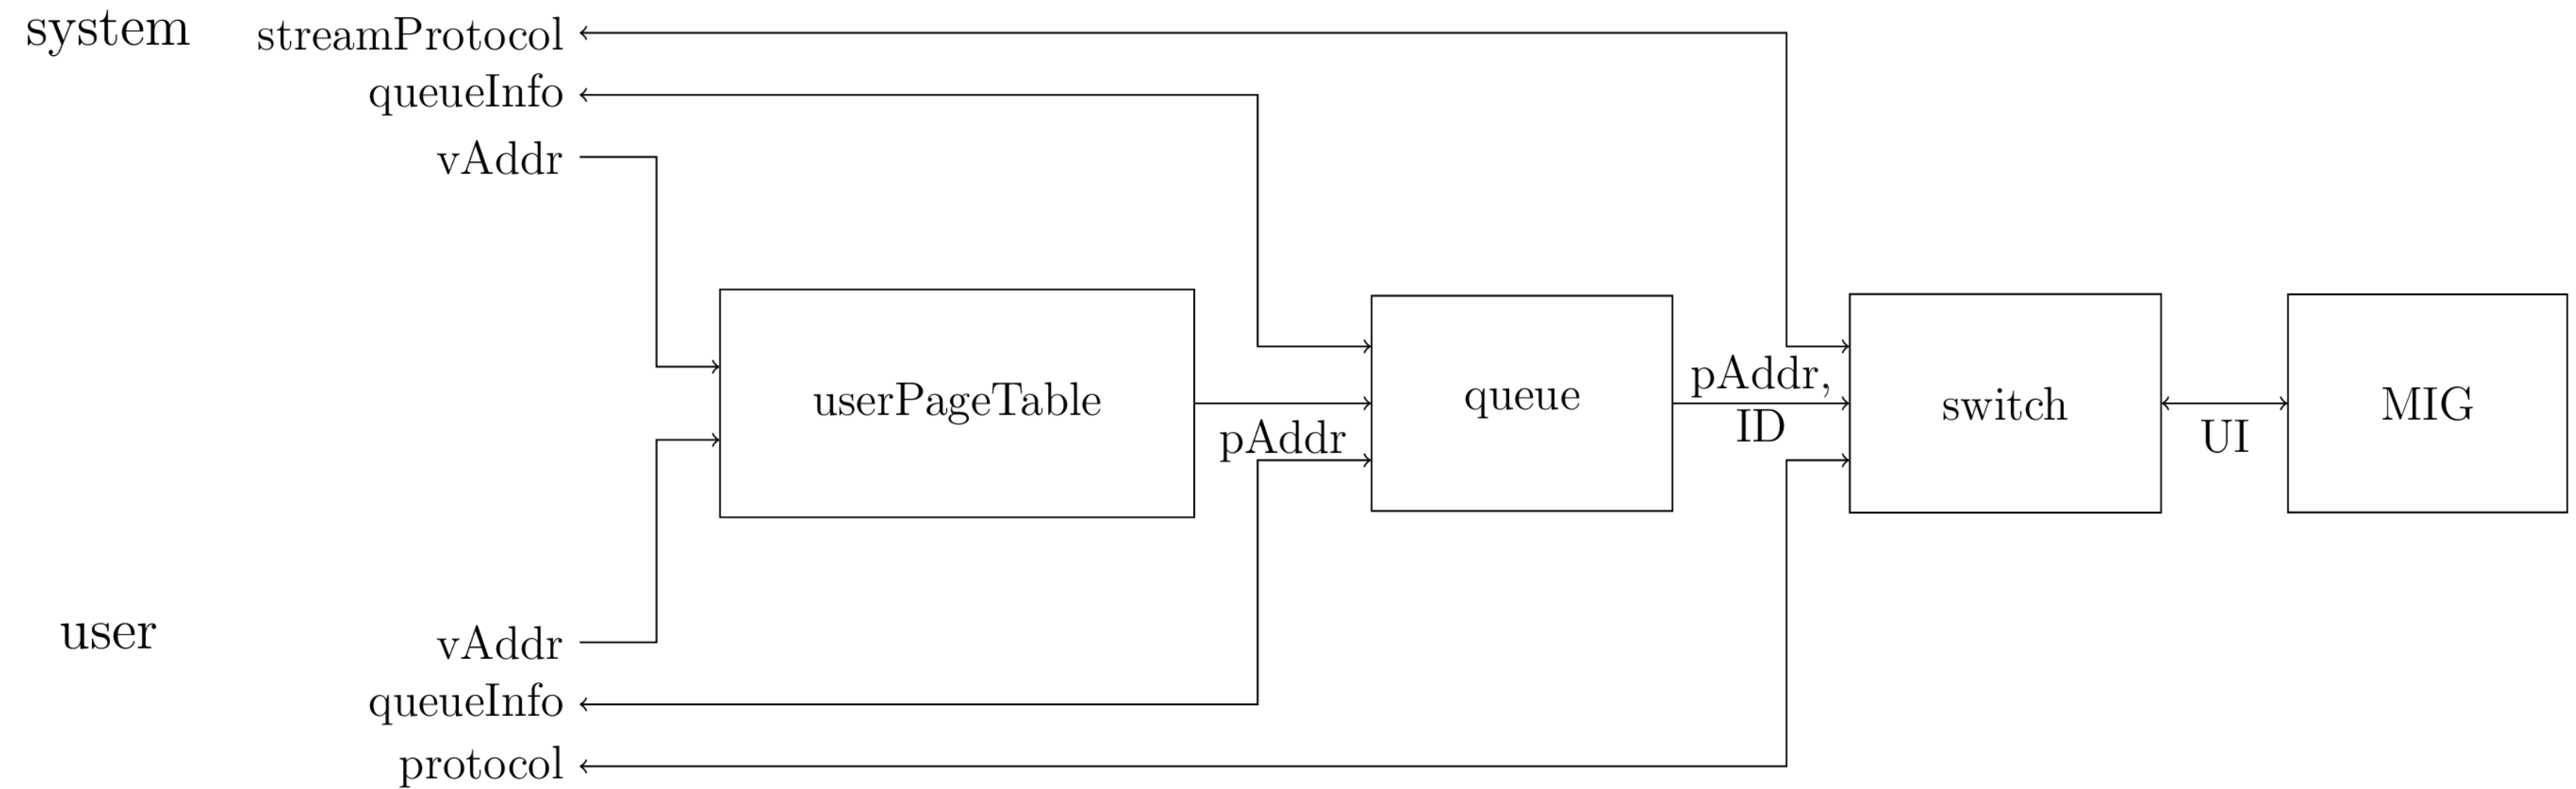 system
streamProtocol
queueInfo
vAddr
userPageTable
pAddr
queue
pAddr,
ID
switch
UI
MIG
user
vAddr
queueInfo
protocol